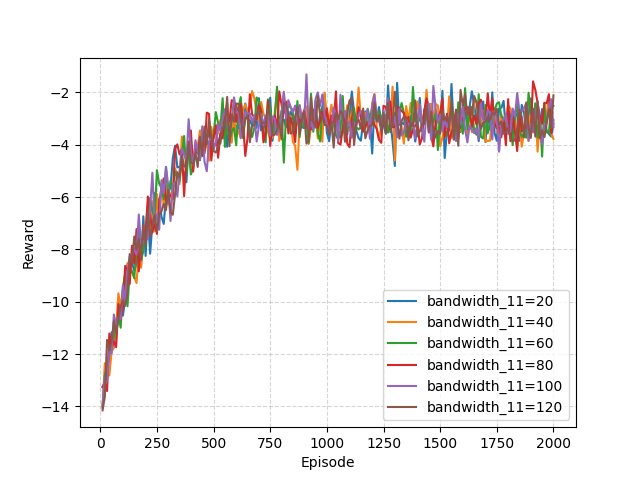 −2
−4
−6
−8
−10
−12
−14
Reward
0 250 500 750 1000 1250 1500 1750 2000
Episode
bandwidth_11=20
bandwidth_11=40
bandwidth_11=60
bandwidth_11=80
bandwidth_11=100
bandwidth_11=120